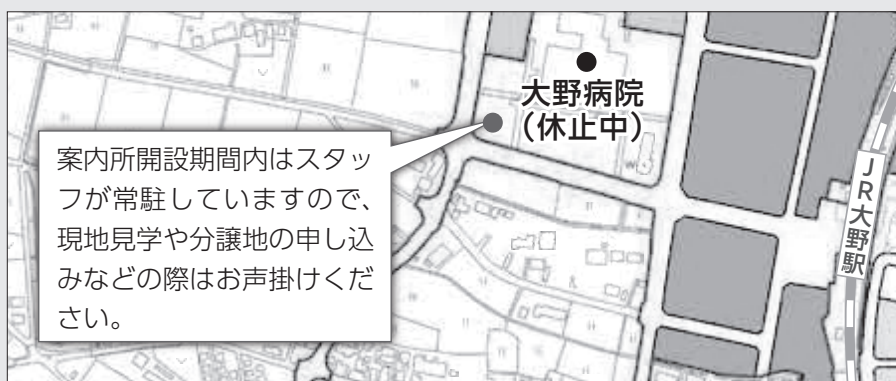 大野病院
（休止中）
案内所開設期間内はスタッ
フが常駐していますので、
現地見学や分譲地の申し込
みなどの際はお声掛けくだ
さい。
JR大野駅